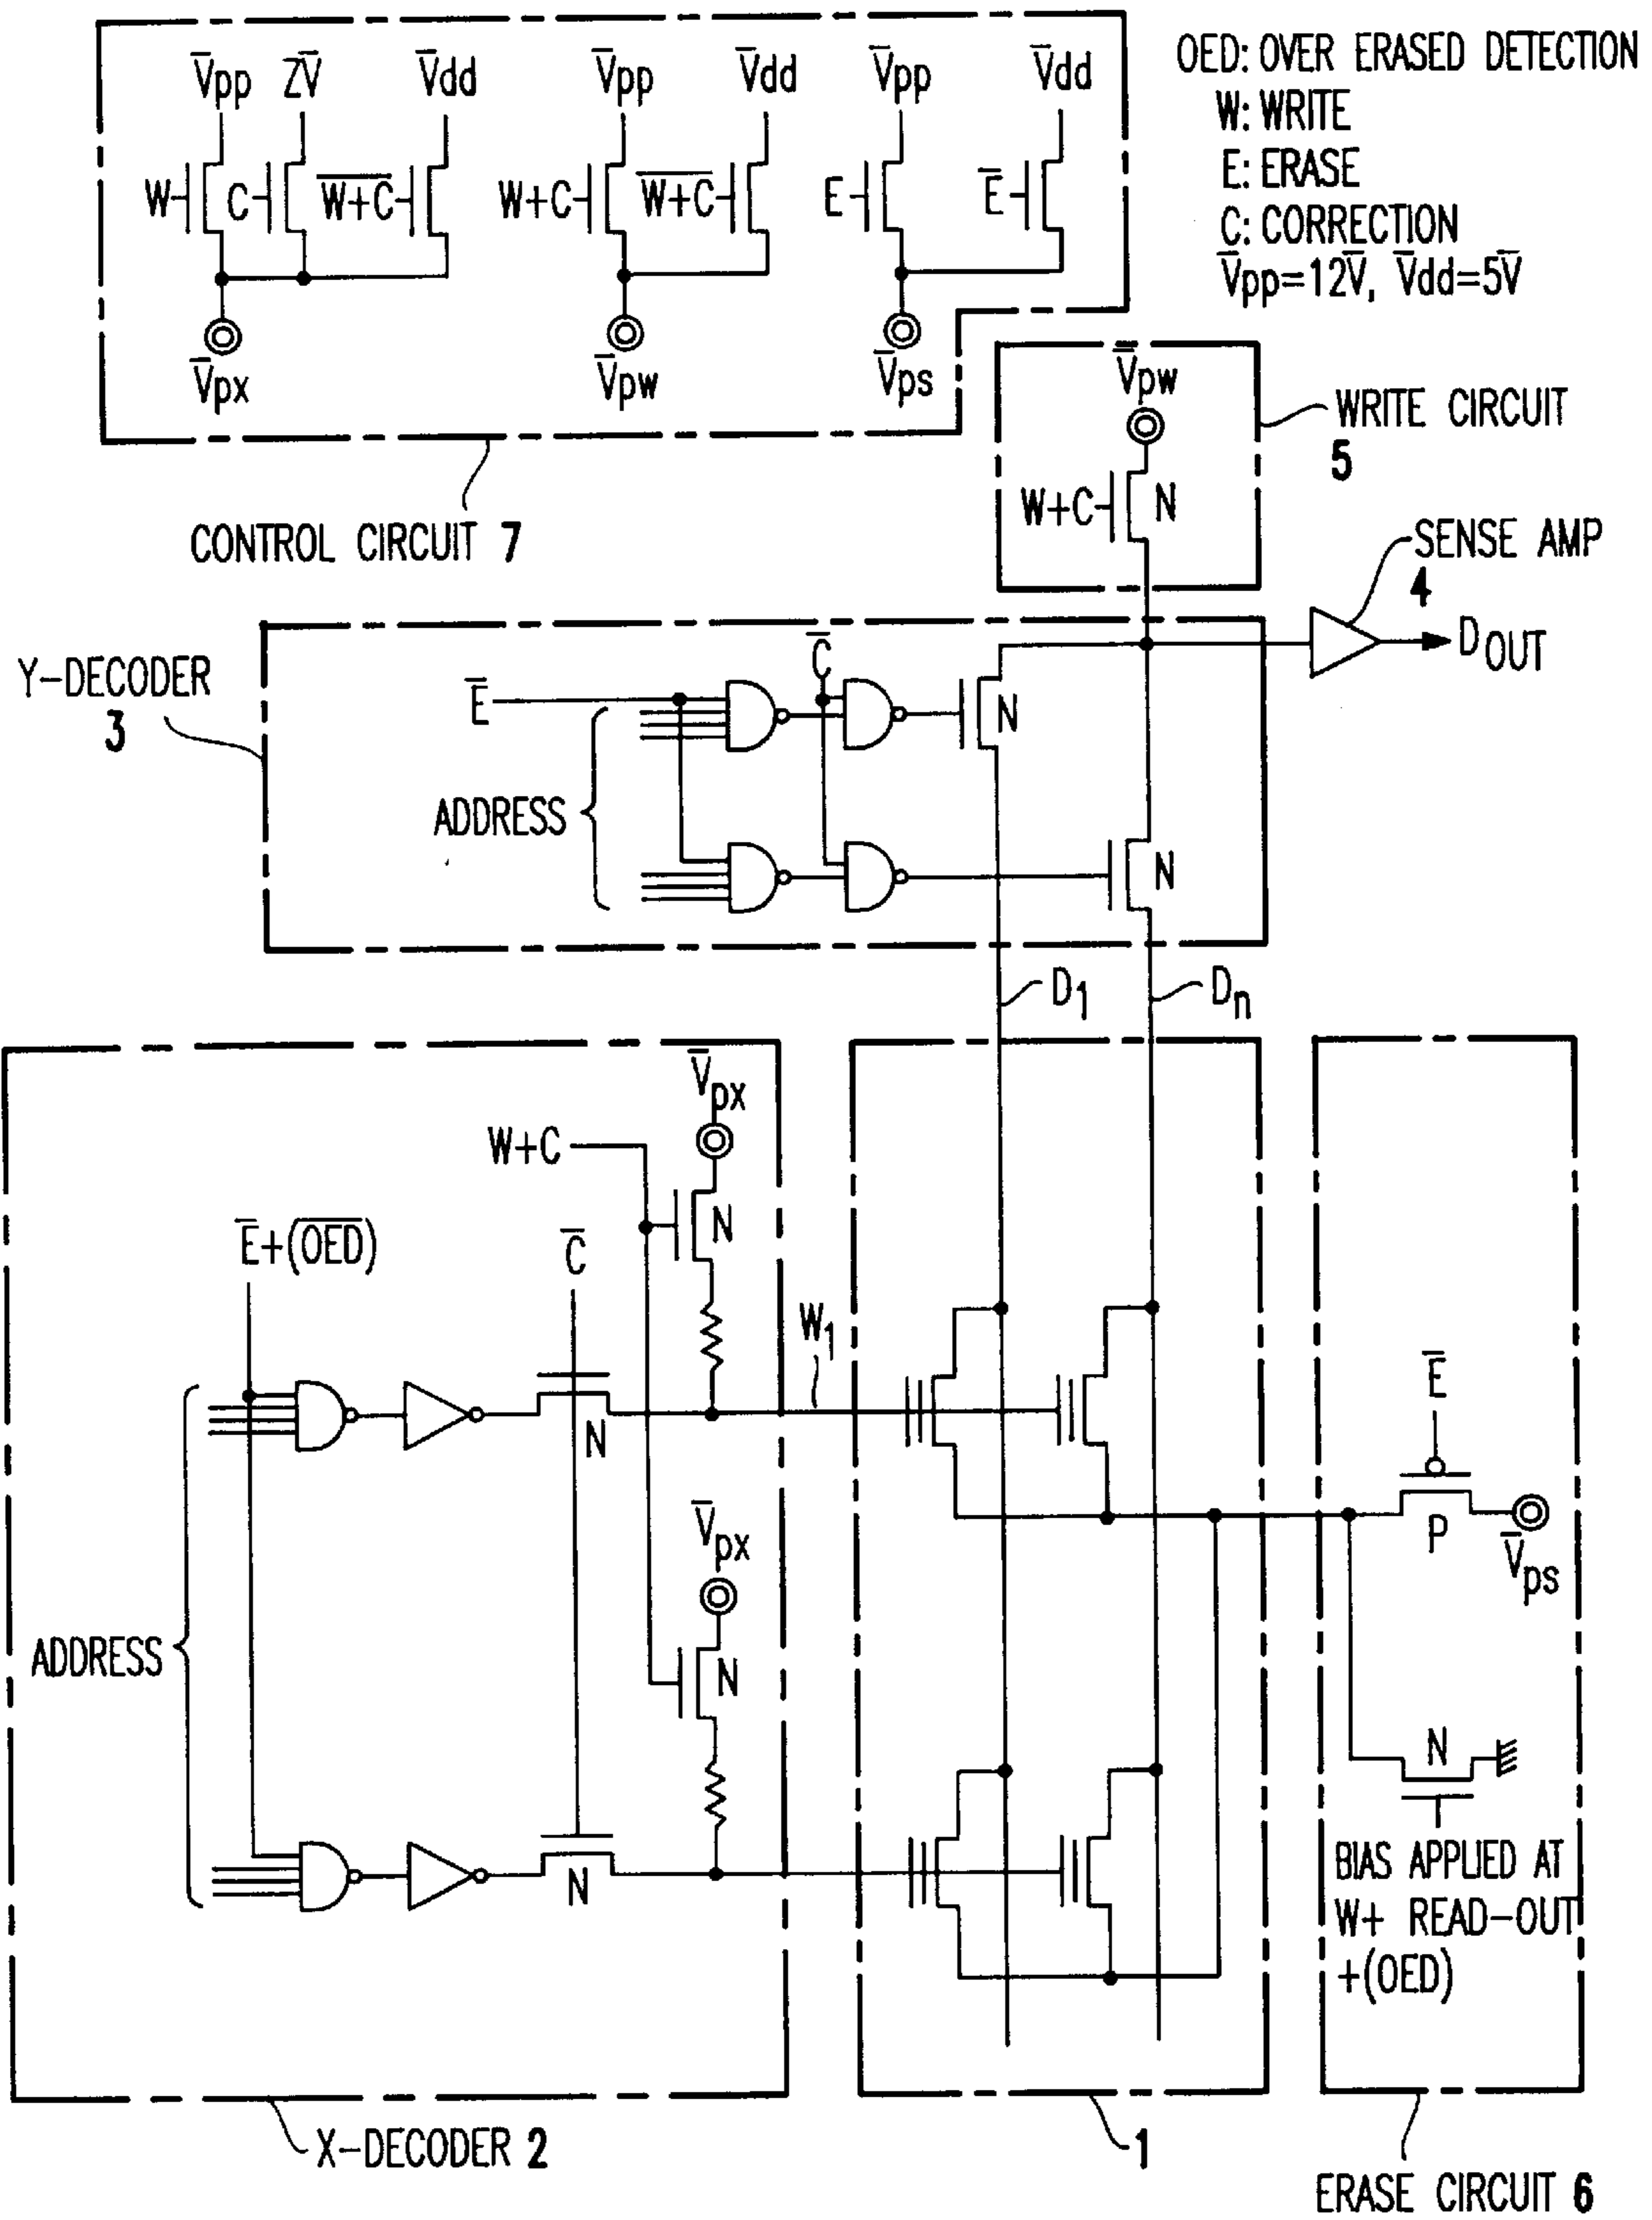 V̅pp ZV̅ V̅dd V̅pp V̅dd V̅pp V̅dd
W C W̅+̅C̅ W+C W̅+̅C̅ E E̅
V̅px V̅pw V̅ps
CONTROL CIRCUIT 7
OED: OVER ERASED DETECTION
W: WRITE
E: ERASE
C: CORRECTION
V̅pp=12V̅, V̅dd=5V̅
V̅pw
W+C N
WRITE CIRCUIT
5
SENSE AMP
4
DOUT
Y-DECODER
3
E̅
C̅
N
ADDRESS
N
D1
Dn
V̅px
W+C
N
E̅+(O̅E̅D̅)
C̅
W1
N
V̅px
N
ADDRESS
N
X-DECODER 2
1
E̅
P
V̅ps
N
BIAS APPLIED AT
W+ READ-OUT
+(OED)
ERASE CIRCUIT 6